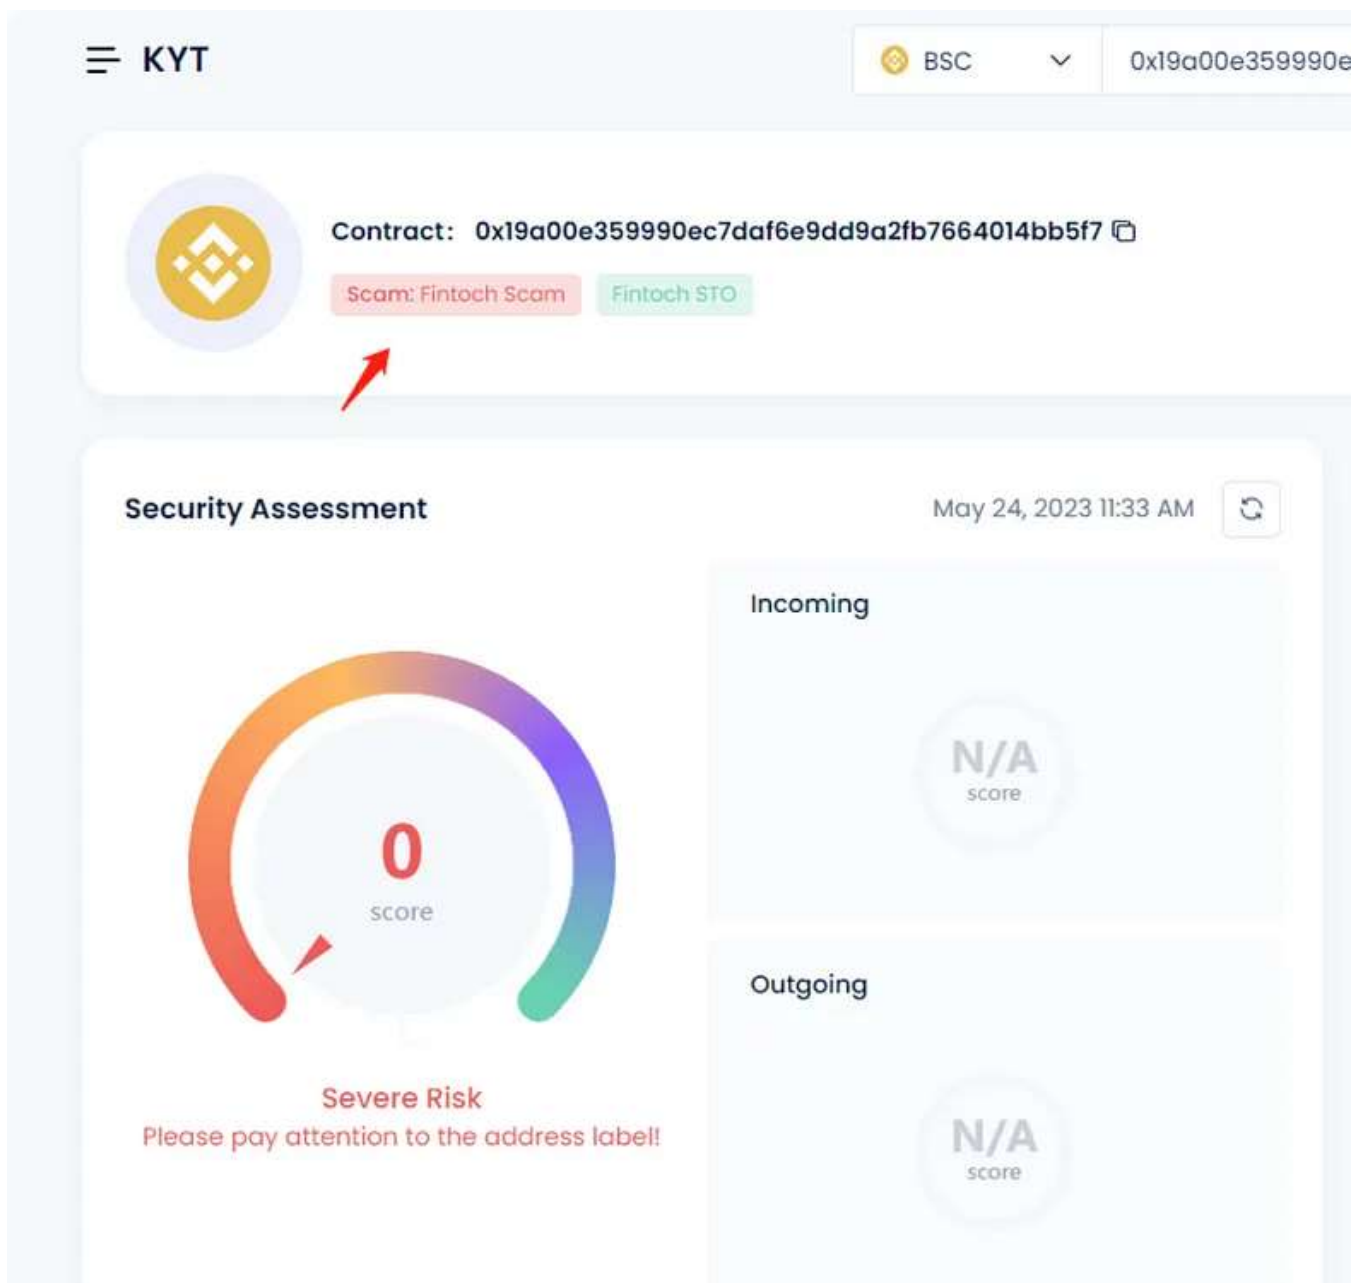 KYT
BSC
0x19a00e359990e
Contract: 0x19a00e359990ec7daf6e9dd9a2fb7664014bb5f7
Scam: Fintoch Scam
Fintoch STO
Security Assessment
May 24, 2023 11:33 AM
0
score
Severe Risk
Please pay attention to the address label!
Incoming
N/A
score
Outgoing
N/A
score